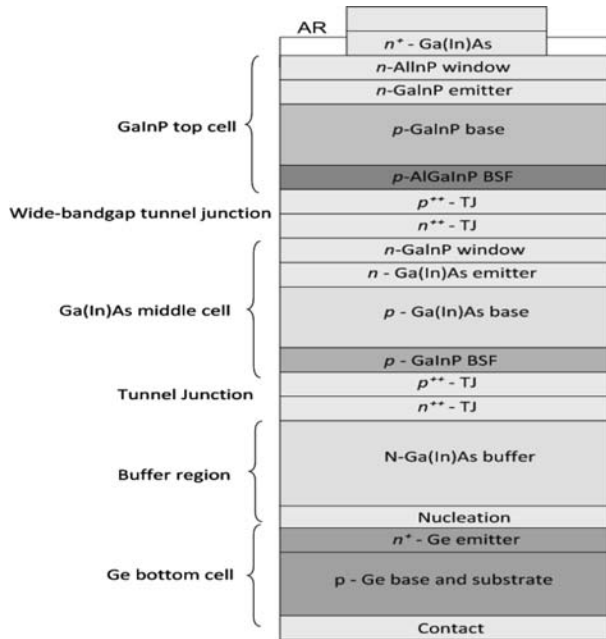 AR
n⁺ - Ga(In)As
n-AlInP window
n-GaInP emitter
GaInP top cell
p-GaInP base
p-AlGaInP BSF
p⁺⁺ - TJ
Wide-bandgap tunnel junction
n⁺⁺ - TJ
n-GaInP window
n - Ga(In)As emitter
Ga(In)As middle cell
p - Ga(In)As base
p - GaInP BSF
p⁺⁺ - TJ
Tunnel Junction
n⁺⁺ - TJ
N-Ga(In)As buffer
Buffer region
Nucleation
n⁺ - Ge emitter
Ge bottom cell
p - Ge base and substrate
Contact